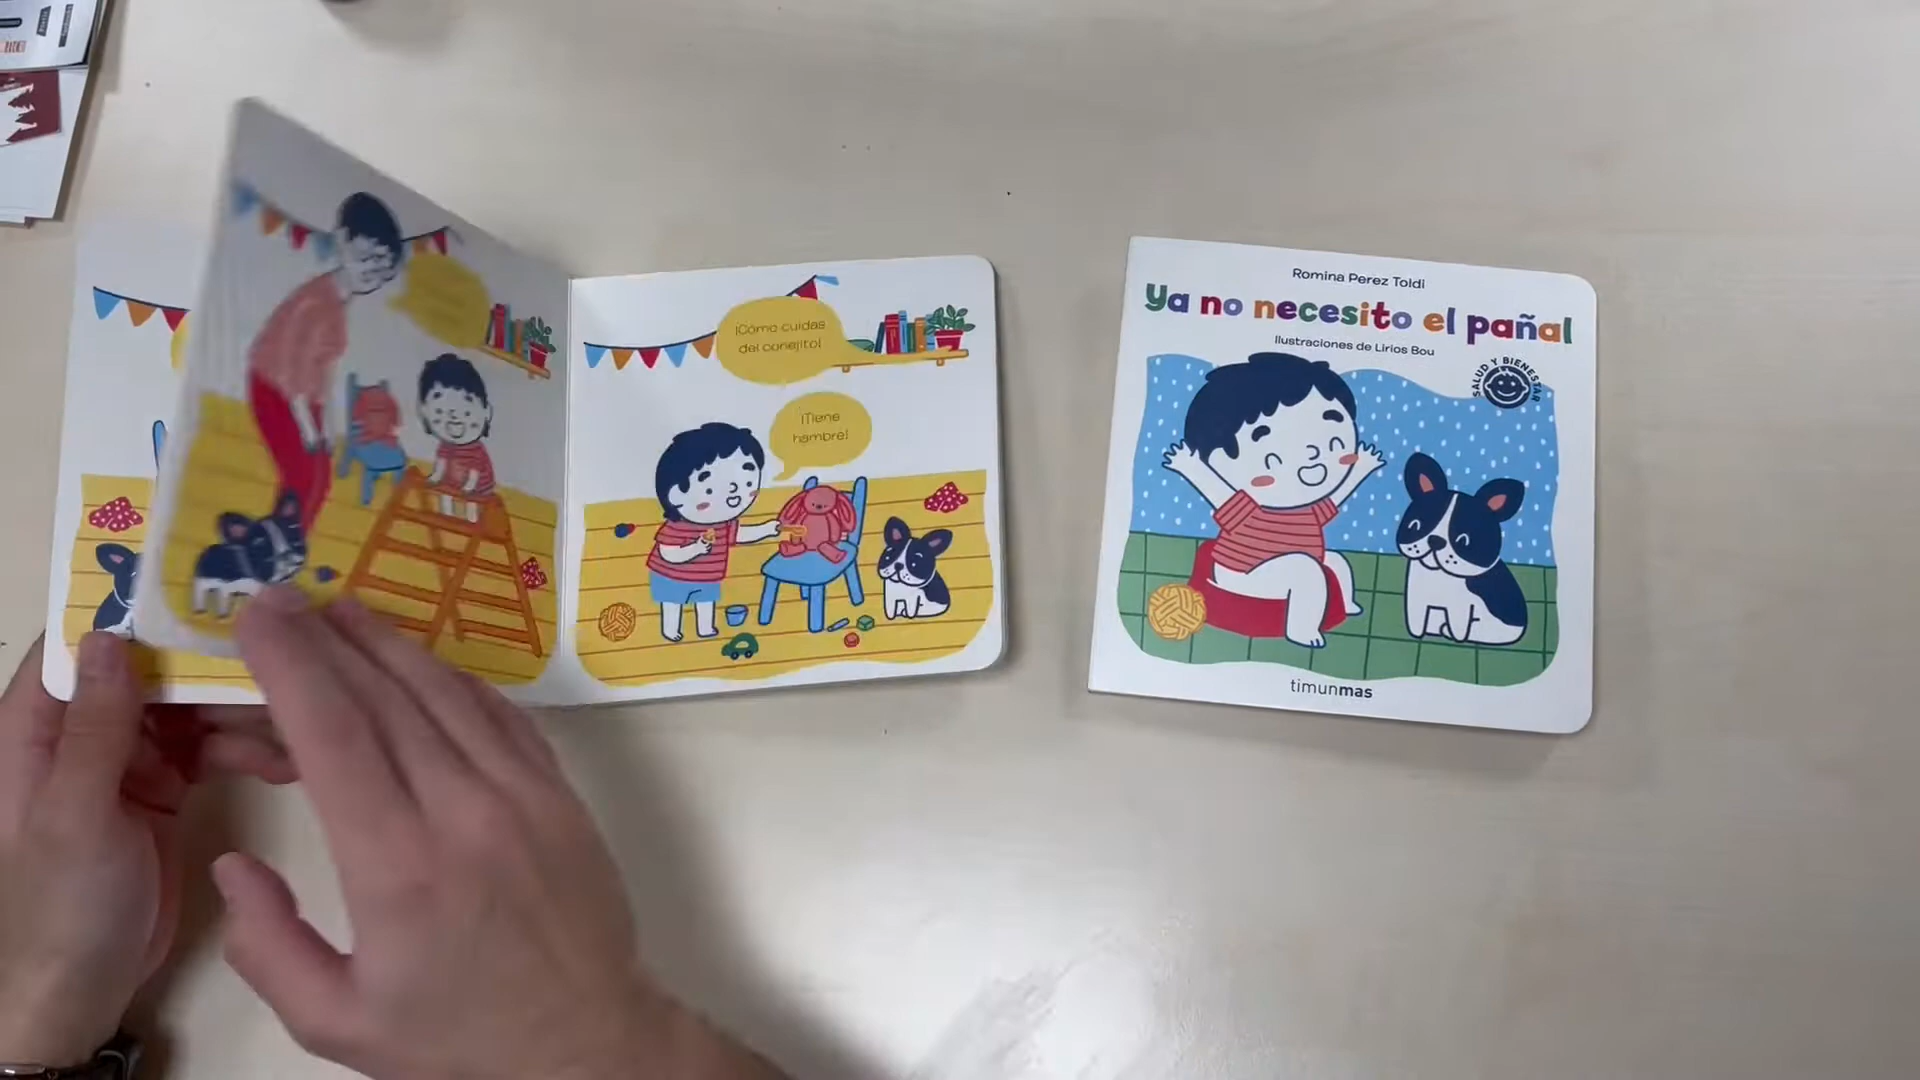 ¡Cómo cuidas
del conejito!
¡Tiene
hambre!
Romina Perez Toldi
Ya no necesito el pañal
Ilustraciones de Lirios Bou
SALUD Y BIENESTAR
timunmas